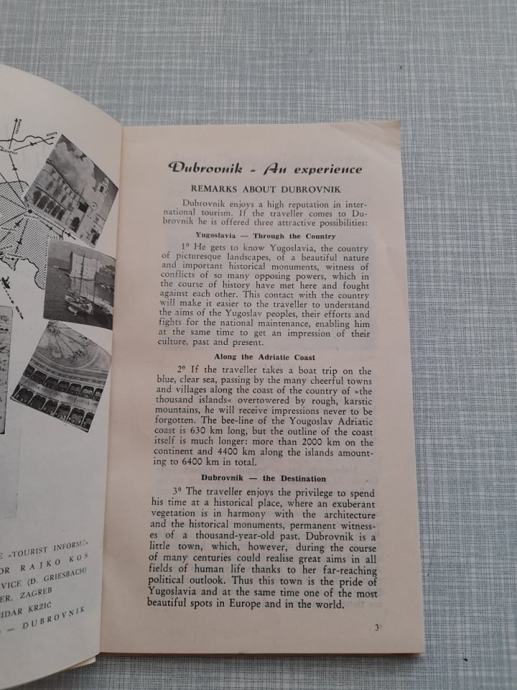 E »TOURIST INFORM«
OR RAJKO KOS
VICE (D. GRIESBACH)
ER, ZAGREB
IDAR KRZIC
— DUBROVNIK
Dubrovnik - An experience
REMARKS ABOUT DUBROVNIK
Dubrovnik enjoys a high reputation in inter-
national tourism. If the traveller comes to Du-
brovnik he is offered three attractive possibilities:
Yugoslavia — Through the Country
1⁰ He gets to know Yugoslavia, the country
of picturesque landscapes, of a beautiful nature
and important historical monuments, witness of
conflicts of so many opposing powers, which in
the course of history have met here and fought
against each other. This contact with the country
will make it easier to the traveller to understand
the aims of the Yugoslav peoples, their efforts and
fights for the national maintenance, enabling him
at the same time to get an impression of their
culture, past and present.
Along the Adriatic Coast
2⁰ If the traveller takes a boat trip on the
blue, clear sea, passing by the many cheerful towns
and villages along the coast of the country of »the
thousand islands« overtowered by rough, karstic
mountains, he will receive impressions never to be
forgotten. The bee-line of the Yougoslav Adriatic
coast is 630 km long, but the outline of the coast
itself is much longer: more than 2000 km on the
continent and 4400 km along the islands amount-
ing to 6400 km in total.
Dubrovnik — the Destination
3⁰ The traveller enjoys the privilege to spend
his time at a historical place, where an exuberant
vegetation is in harmony with the architecture
and the historical monuments, permanent witness-
es of a thousand-year-old past. Dubrovnik is a
little town, which, however, during the course
of many centuries could realise great aims in all
fields of human life thanks to her far-reaching
political outlook. Thus this town is the pride of
Yugoslavia and at the same time one of the most
beautiful spots in Europe and in the world.
3